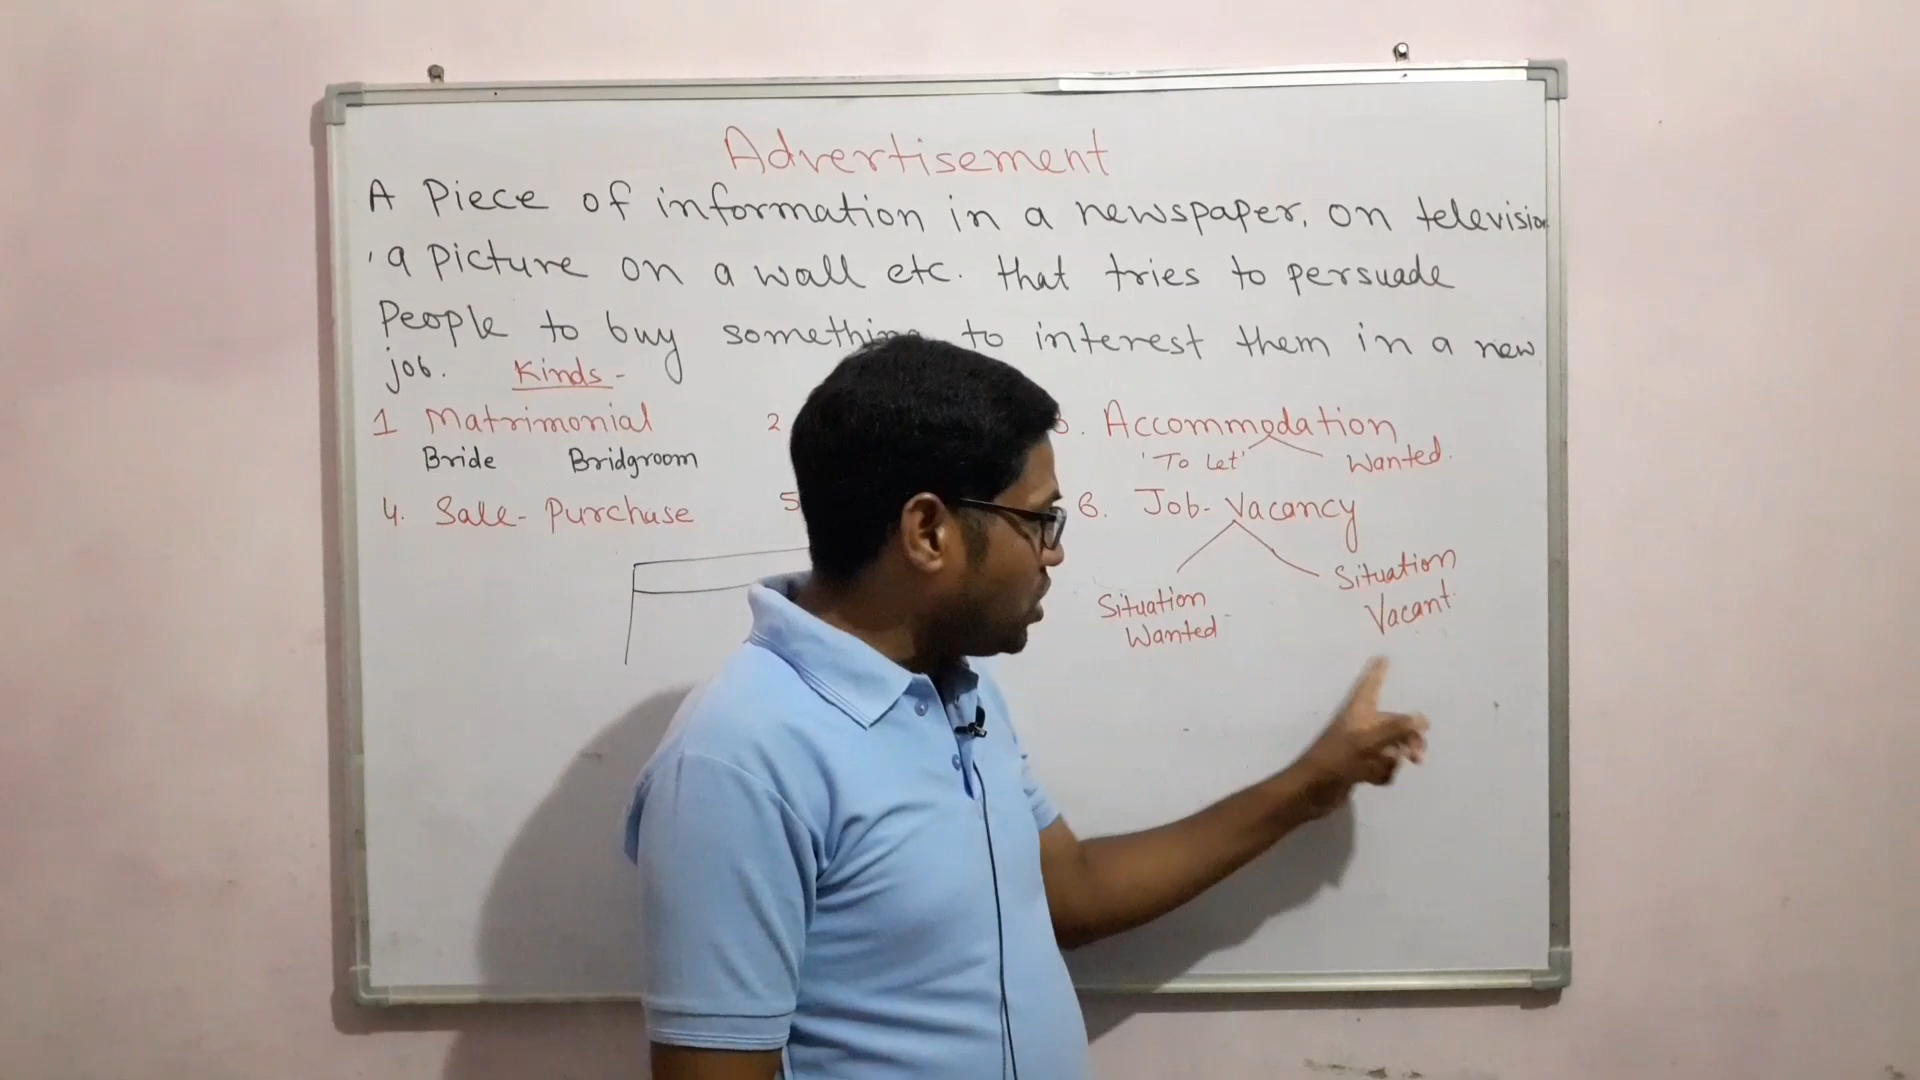 Advertisement
A Piece of information in a newspaper, on television
, a picture on a wall etc. that tries to persuade
People to buy something to interest them in a new
job. Kinds -
1 Matrimonial 2 3. Accommodation
Bride Bridgroom 'To Let' Wanted.
4. Sale- Purchase 5 6. Job- Vacancy
Situation Wanted
Situation Vacant